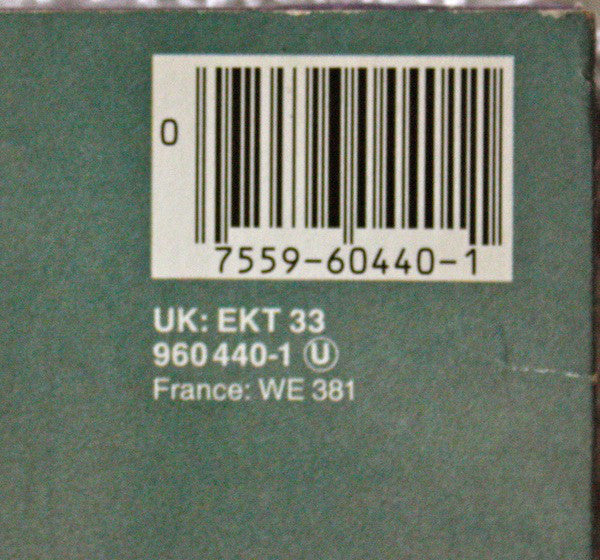 0
7559-60440-1
UK: EKT 33
960 440-1 Ⓤ
France: WE 381